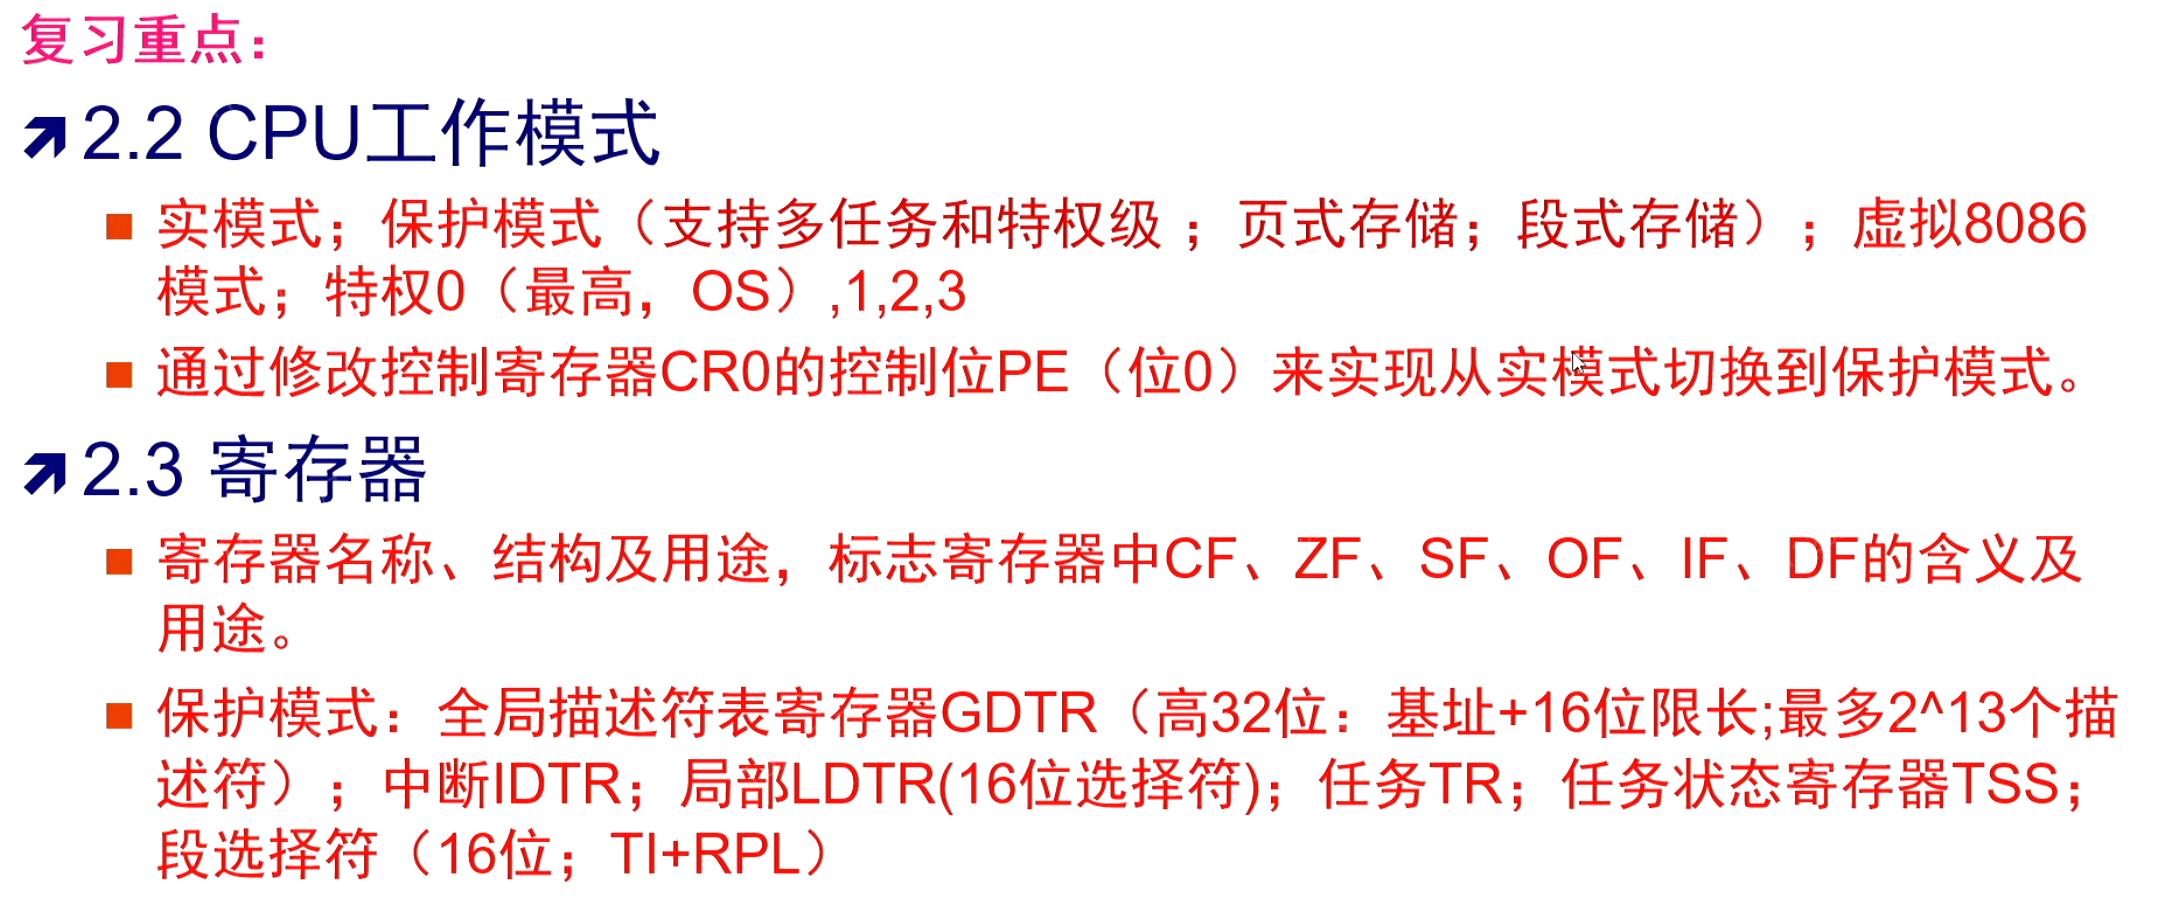 复习重点：
2.2 CPU工作模式
实模式；保护模式（支持多任务和特权级 ；页式存储；段式存储）；虚拟8086
模式；特权0（最高，OS）,1,2,3
通过修改控制寄存器CR0的控制位PE（位0）来实现从实模式切换到保护模式。
2.3 寄存器
寄存器名称、结构及用途，标志寄存器中CF、ZF、SF、OF、IF、DF的含义及
用途。
保护模式：全局描述符表寄存器GDTR（高32位：基址+16位限长;最多2^13个描
述符）；中断IDTR；局部LDTR(16位选择符)；任务TR；任务状态寄存器TSS；
段选择符（16位；TI+RPL）